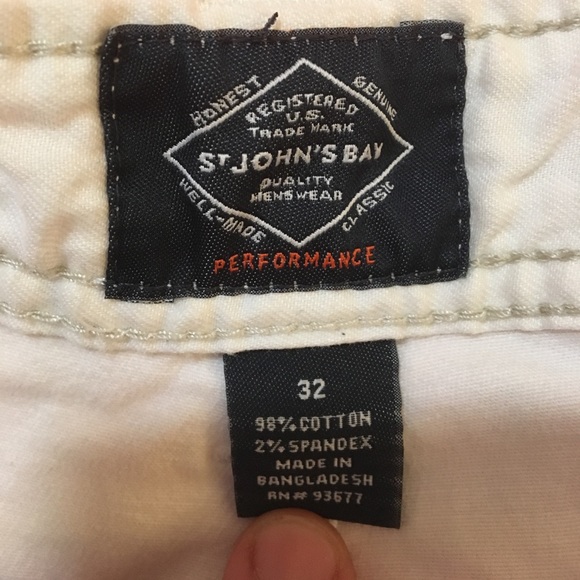 HONEST
GENUINE
REGISTERED
U.S.
TRADE MARK
ST JOHN'S BAY
QUALITY
MENSWEAR
WELL-MADE
CLASSIC
PERFORMANCE
32
98% COTTON
2% SPANDEX
MADE IN
BANGLADESH
RN# 93677